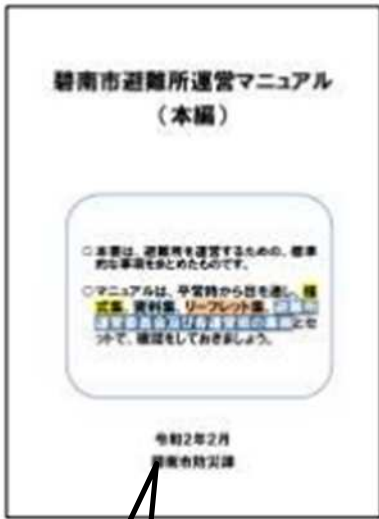 碧南市避難所運営マニュアル
（本編）
○本書は、避難所を運営するための、標準
的な事項をまとめたものです。
○マニュアルは、平常時から目を通し、様
式集、資料集、リーフレット集、
とセ
ットで、確認をしておきましょう。
令和2年2月
碧南市防災課